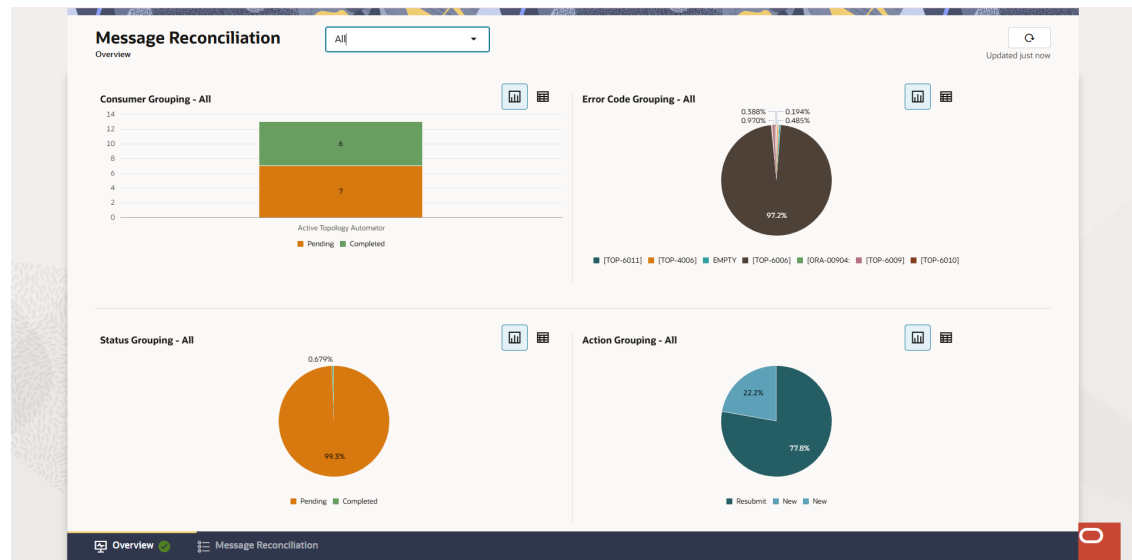 Message Reconciliation
All
Overview
Updated just now
Consumer Grouping - All
14
12
10
8
6
4
2
0
6
7
Active Topology Automator
Pending Completed
Error Code Grouping - All
0.388% 0.194%
0.970% 0.485%
97.2%
[TOP-6011] [TOP-4006] EMPTY [TOP-6006] [ORA-00904: [TOP-6009] [TOP-6010]
Status Grouping - All
0.679%
99.3%
Pending Completed
Action Grouping - All
22.2%
77.8%
Resubmit New New
Overview Message Reconciliation